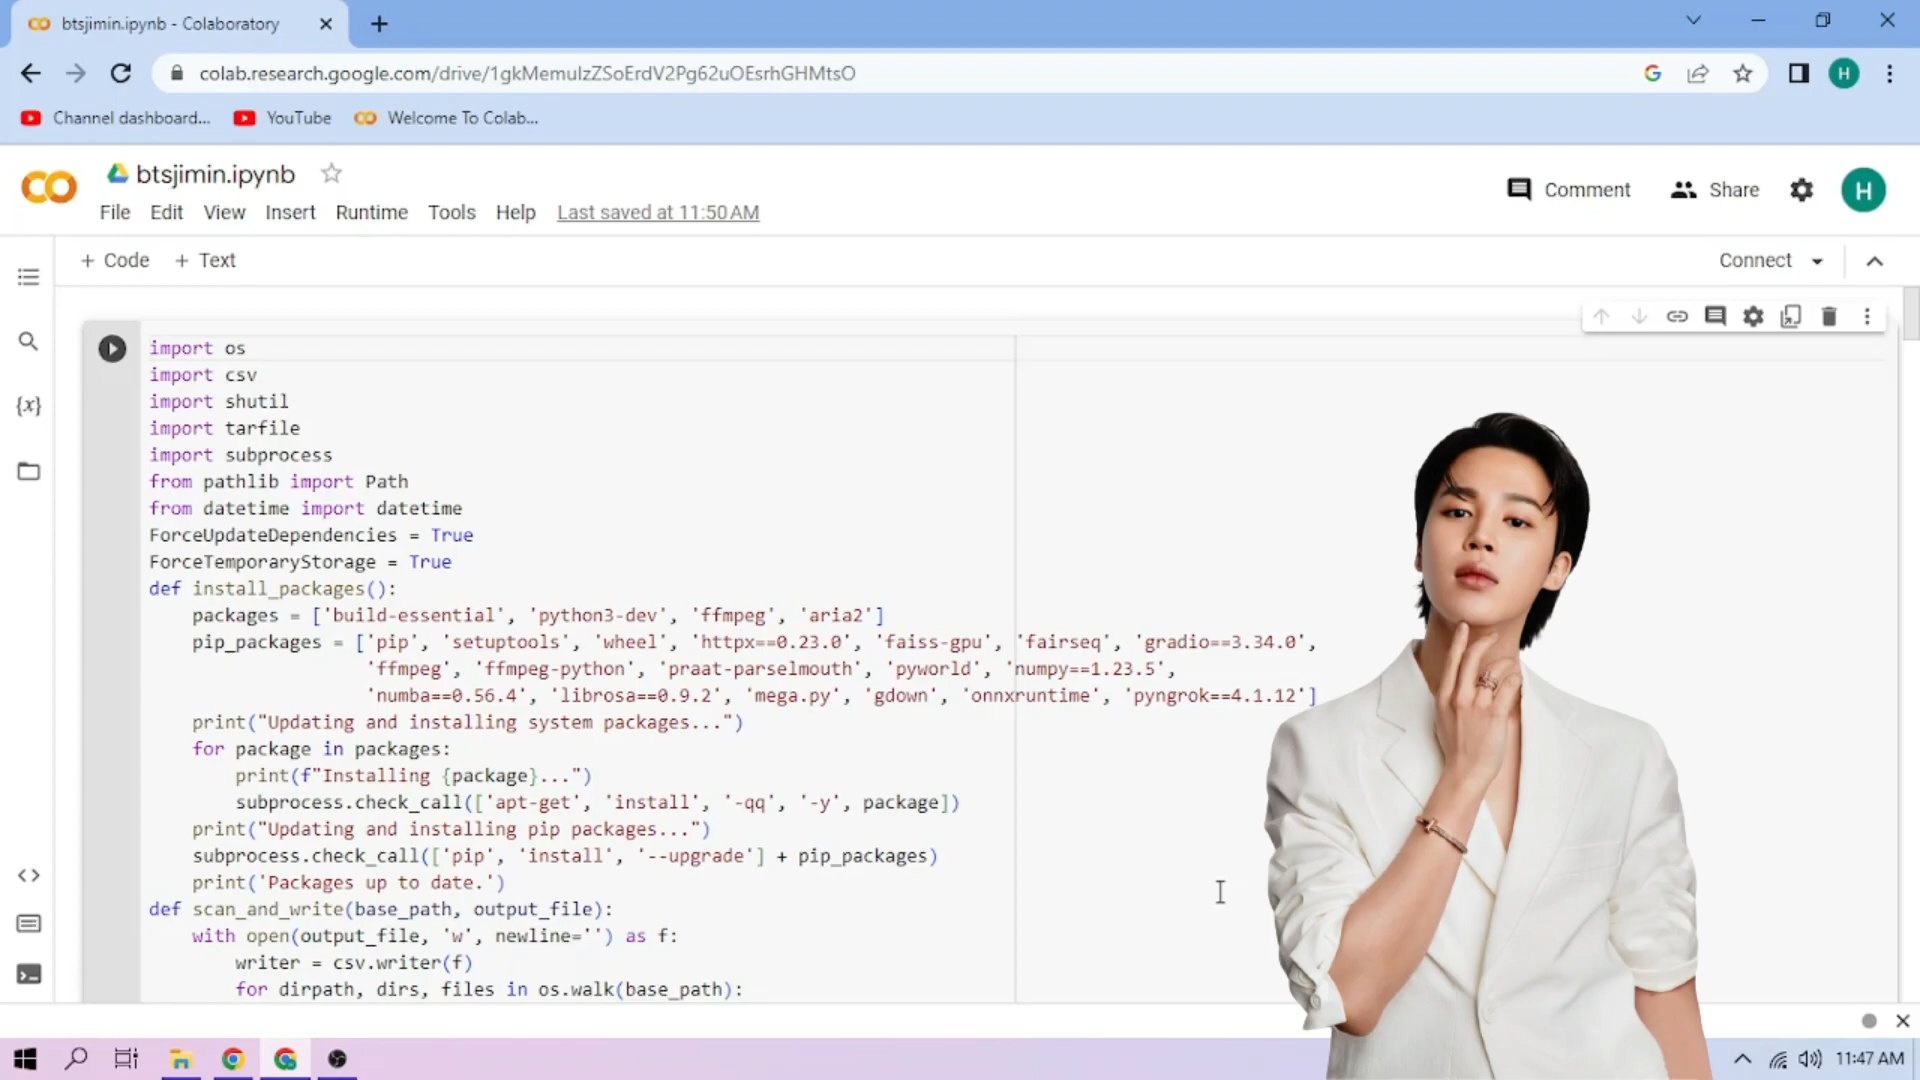 btsjimin.ipynb - Colaboratory
colab.research.google.com/drive/1gkMemulzZSoErdV2Pg62uOEsrhGHMtsO
H
Channel dashboard...
YouTube
Welcome To Colab...
btsjimin.ipynb
Comment
Share
H
File Edit View Insert Runtime Tools Help Last saved at 11:50 AM
+ Code + Text
Connect
import os
import csv
import shutil
import tarfile
import subprocess
from pathlib import Path
from datetime import datetime
ForceUpdateDependencies = True
ForceTemporaryStorage = True
def install_packages():
    packages = ['build-essential', 'python3-dev', 'ffmpeg', 'aria2']
    pip_packages = ['pip', 'setuptools', 'wheel', 'httpx==0.23.0', 'faiss-gpu', 'fairseq', 'gradio==3.34.0',
                    'ffmpeg', 'ffmpeg-python', 'praat-parselmouth', 'pyworld', 'numpy==1.23.5',
                    'numba==0.56.4', 'librosa==0.9.2', 'mega.py', 'gdown', 'onnxruntime', 'pyngrok==4.1.12']
    print("Updating and installing system packages...")
    for package in packages:
        print(f"Installing {package}...")
        subprocess.check_call(['apt-get', 'install', '-qq', '-y', package])
    print("Updating and installing pip packages...")
    subprocess.check_call(['pip', 'install', '--upgrade'] + pip_packages)
    print('Packages up to date.')
def scan_and_write(base_path, output_file):
    with open(output_file, 'w', newline='') as f:
        writer = csv.writer(f)
        for dirpath, dirs, files in os.walk(base_path):
11:47 AM